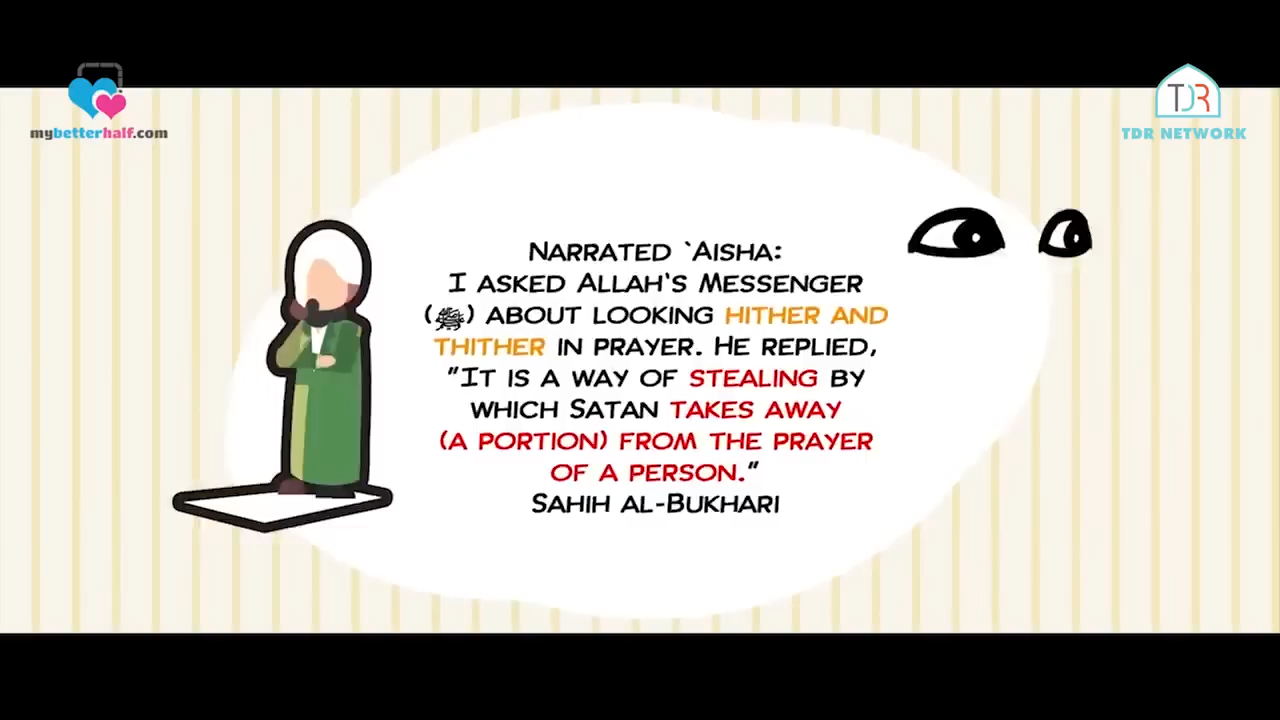 mybetterhalf.com
TDR
TDR NETWORK
NARRATED `AISHA:
I ASKED ALLAH'S MESSENGER
(ﷺ) ABOUT LOOKING HITHER AND
THITHER IN PRAYER. HE REPLIED,
"IT IS A WAY OF STEALING BY
WHICH SATAN TAKES AWAY
(A PORTION) FROM THE PRAYER
OF A PERSON."
SAHIH AL-BUKHARI